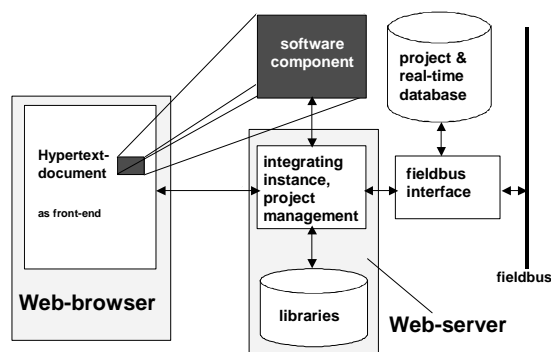 software
component
project &
real-time
database
Hypertext-
document
as front-end
integrating
instance,
project
management
fieldbus
interface
fieldbus
Web-browser
libraries
Web-server